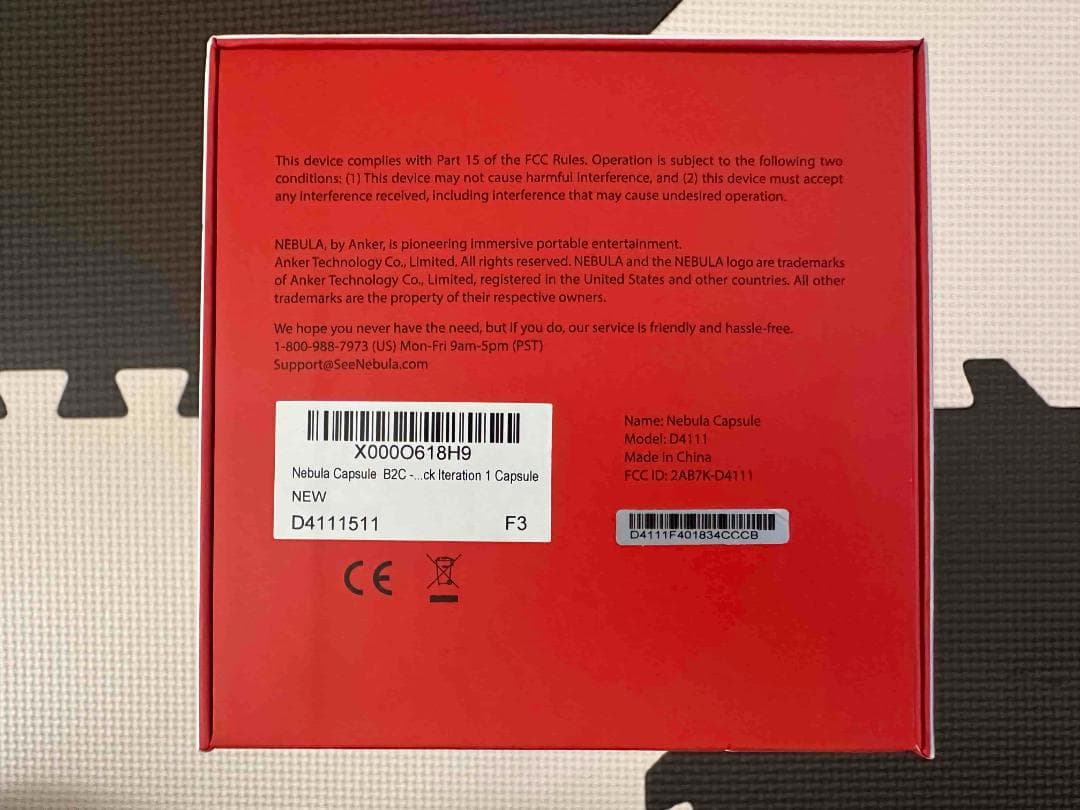 This device complies with Part 15 of the FCC Rules. Operation is subject to the following two
conditions: (1) This device may not cause harmful interference, and (2) this device must accept
any interference received, including interference that may cause undesired operation.
NEBULA, by Anker, is pioneering immersive portable entertainment.
Anker Technology Co., Limited. All rights reserved. NEBULA and the NEBULA logo are trademarks
of Anker Technology Co., Limited, registered in the United States and other countries. All other
trademarks are the property of their respective owners.
We hope you never have the need, but if you do, our service is friendly and hassle-free.
1-800-988-7973 (US) Mon-Fri 9am-5pm (PST)
Support@SeeNebula.com
X000O618H9
Nebula Capsule B2C -...ck Iteration 1 Capsule
NEW
D4111511 F3
Name: Nebula Capsule
Model: D4111
Made in China
FCC ID: 2AB7K-D4111
D4111F401834CCCB
CE